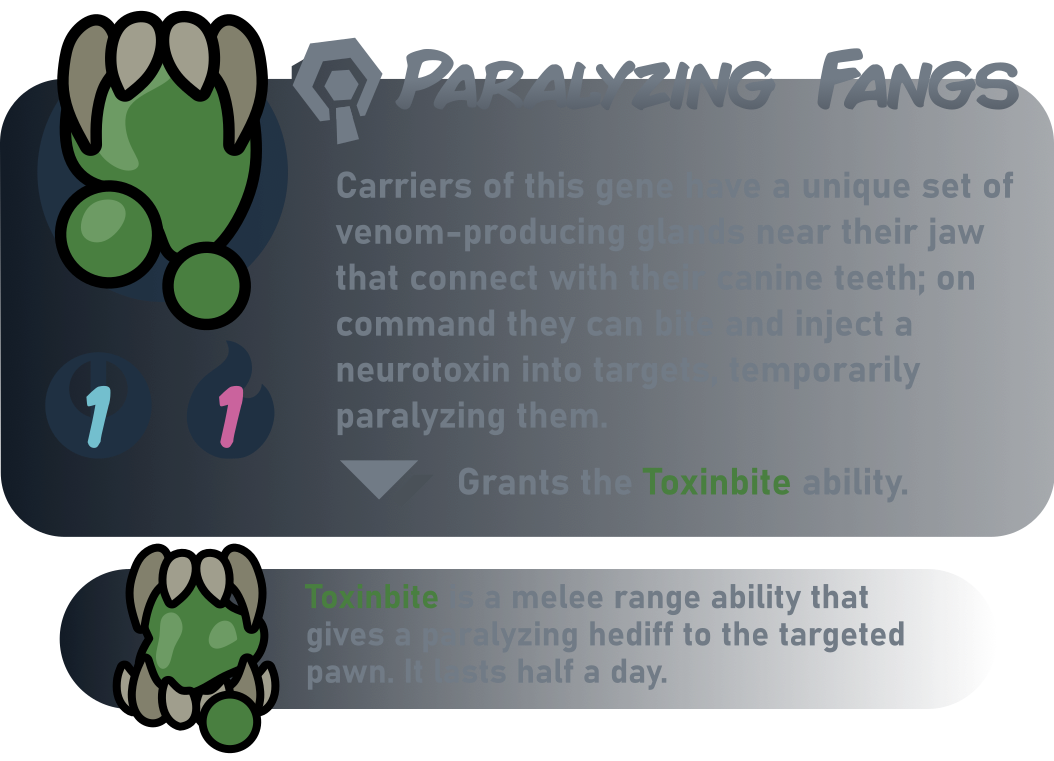 Paralyzing Fangs
Carriers of this gene have a unique set of
venom-producing glands near their jaw
that connect with their canine teeth; on
command they can bite and inject a
neurotoxin into targets, temporarily
paralyzing them.
1 1
Grants the Toxinbite ability.
Toxinbite is a melee range ability that
gives a paralyzing hediff to the targeted
pawn. It lasts half a day.